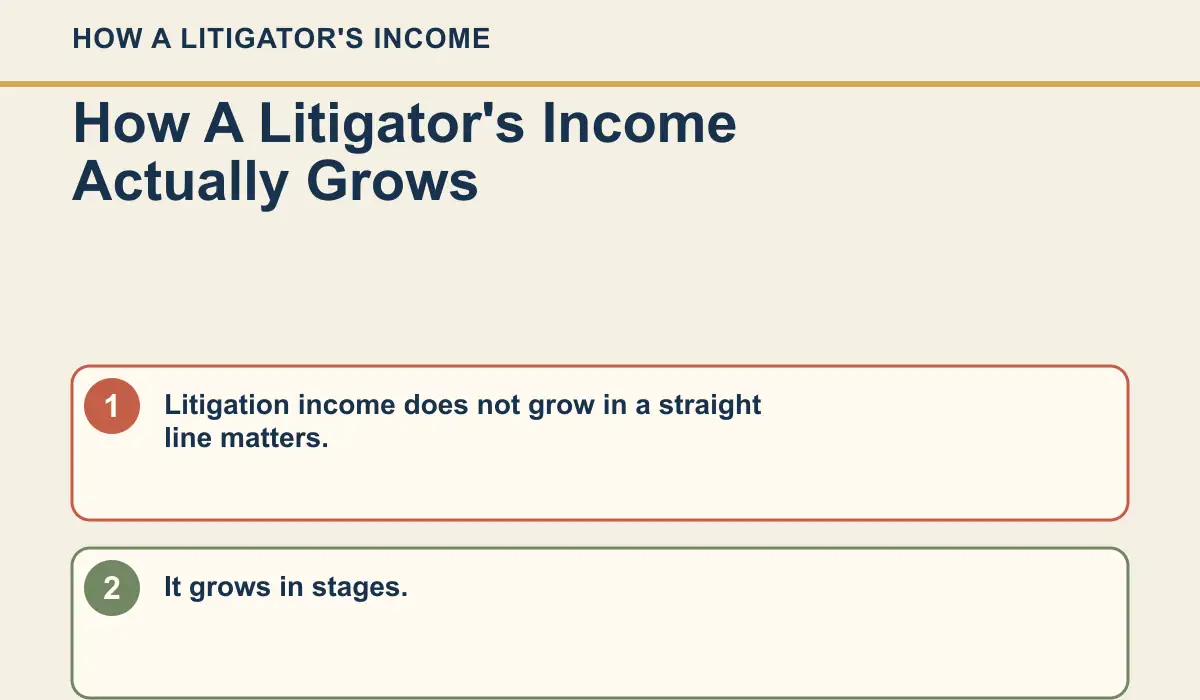 HOW A LITIGATOR'S INCOME
How A Litigator's Income
Actually Grows
1
Litigation income does not grow in a straight
line matters.
2
It grows in stages.